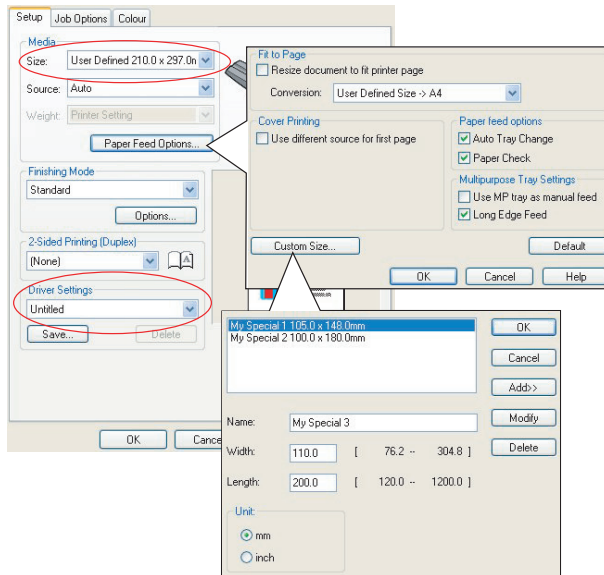 Setup Job Options Colour
Media
Size: User Defined 210.0 x 297.0n
Source: Auto
Weight: Printer Setting
Paper Feed Options...
Finishing Mode
Standard
Options...
2-Sided Printing (Duplex)
(None)
A
Driver Settings
Untitled
Save... Delete
OK Cance
Fit to Page
Resize document to fit printer page
Conversion: User Defined Size -> A4
Cover Printing
Use different source for first page
Paper feed options
Auto Tray Change
Paper Check
Multipurpose Tray Settings
Use MP tray as manual feed
Long Edge Feed
Custom Size... Default
OK Cancel Help
My Special 1 105.0 x 148.0mm
My Special 2 100.0 x 180.0mm
OK
Cancel
Add>>
Modify
Delete
Name: My Special 3
Width: 110.0 [ 76.2 -- 304.8 ]
Length: 200.0 [ 120.0 -- 1200.0 ]
Unit:
mm
inch